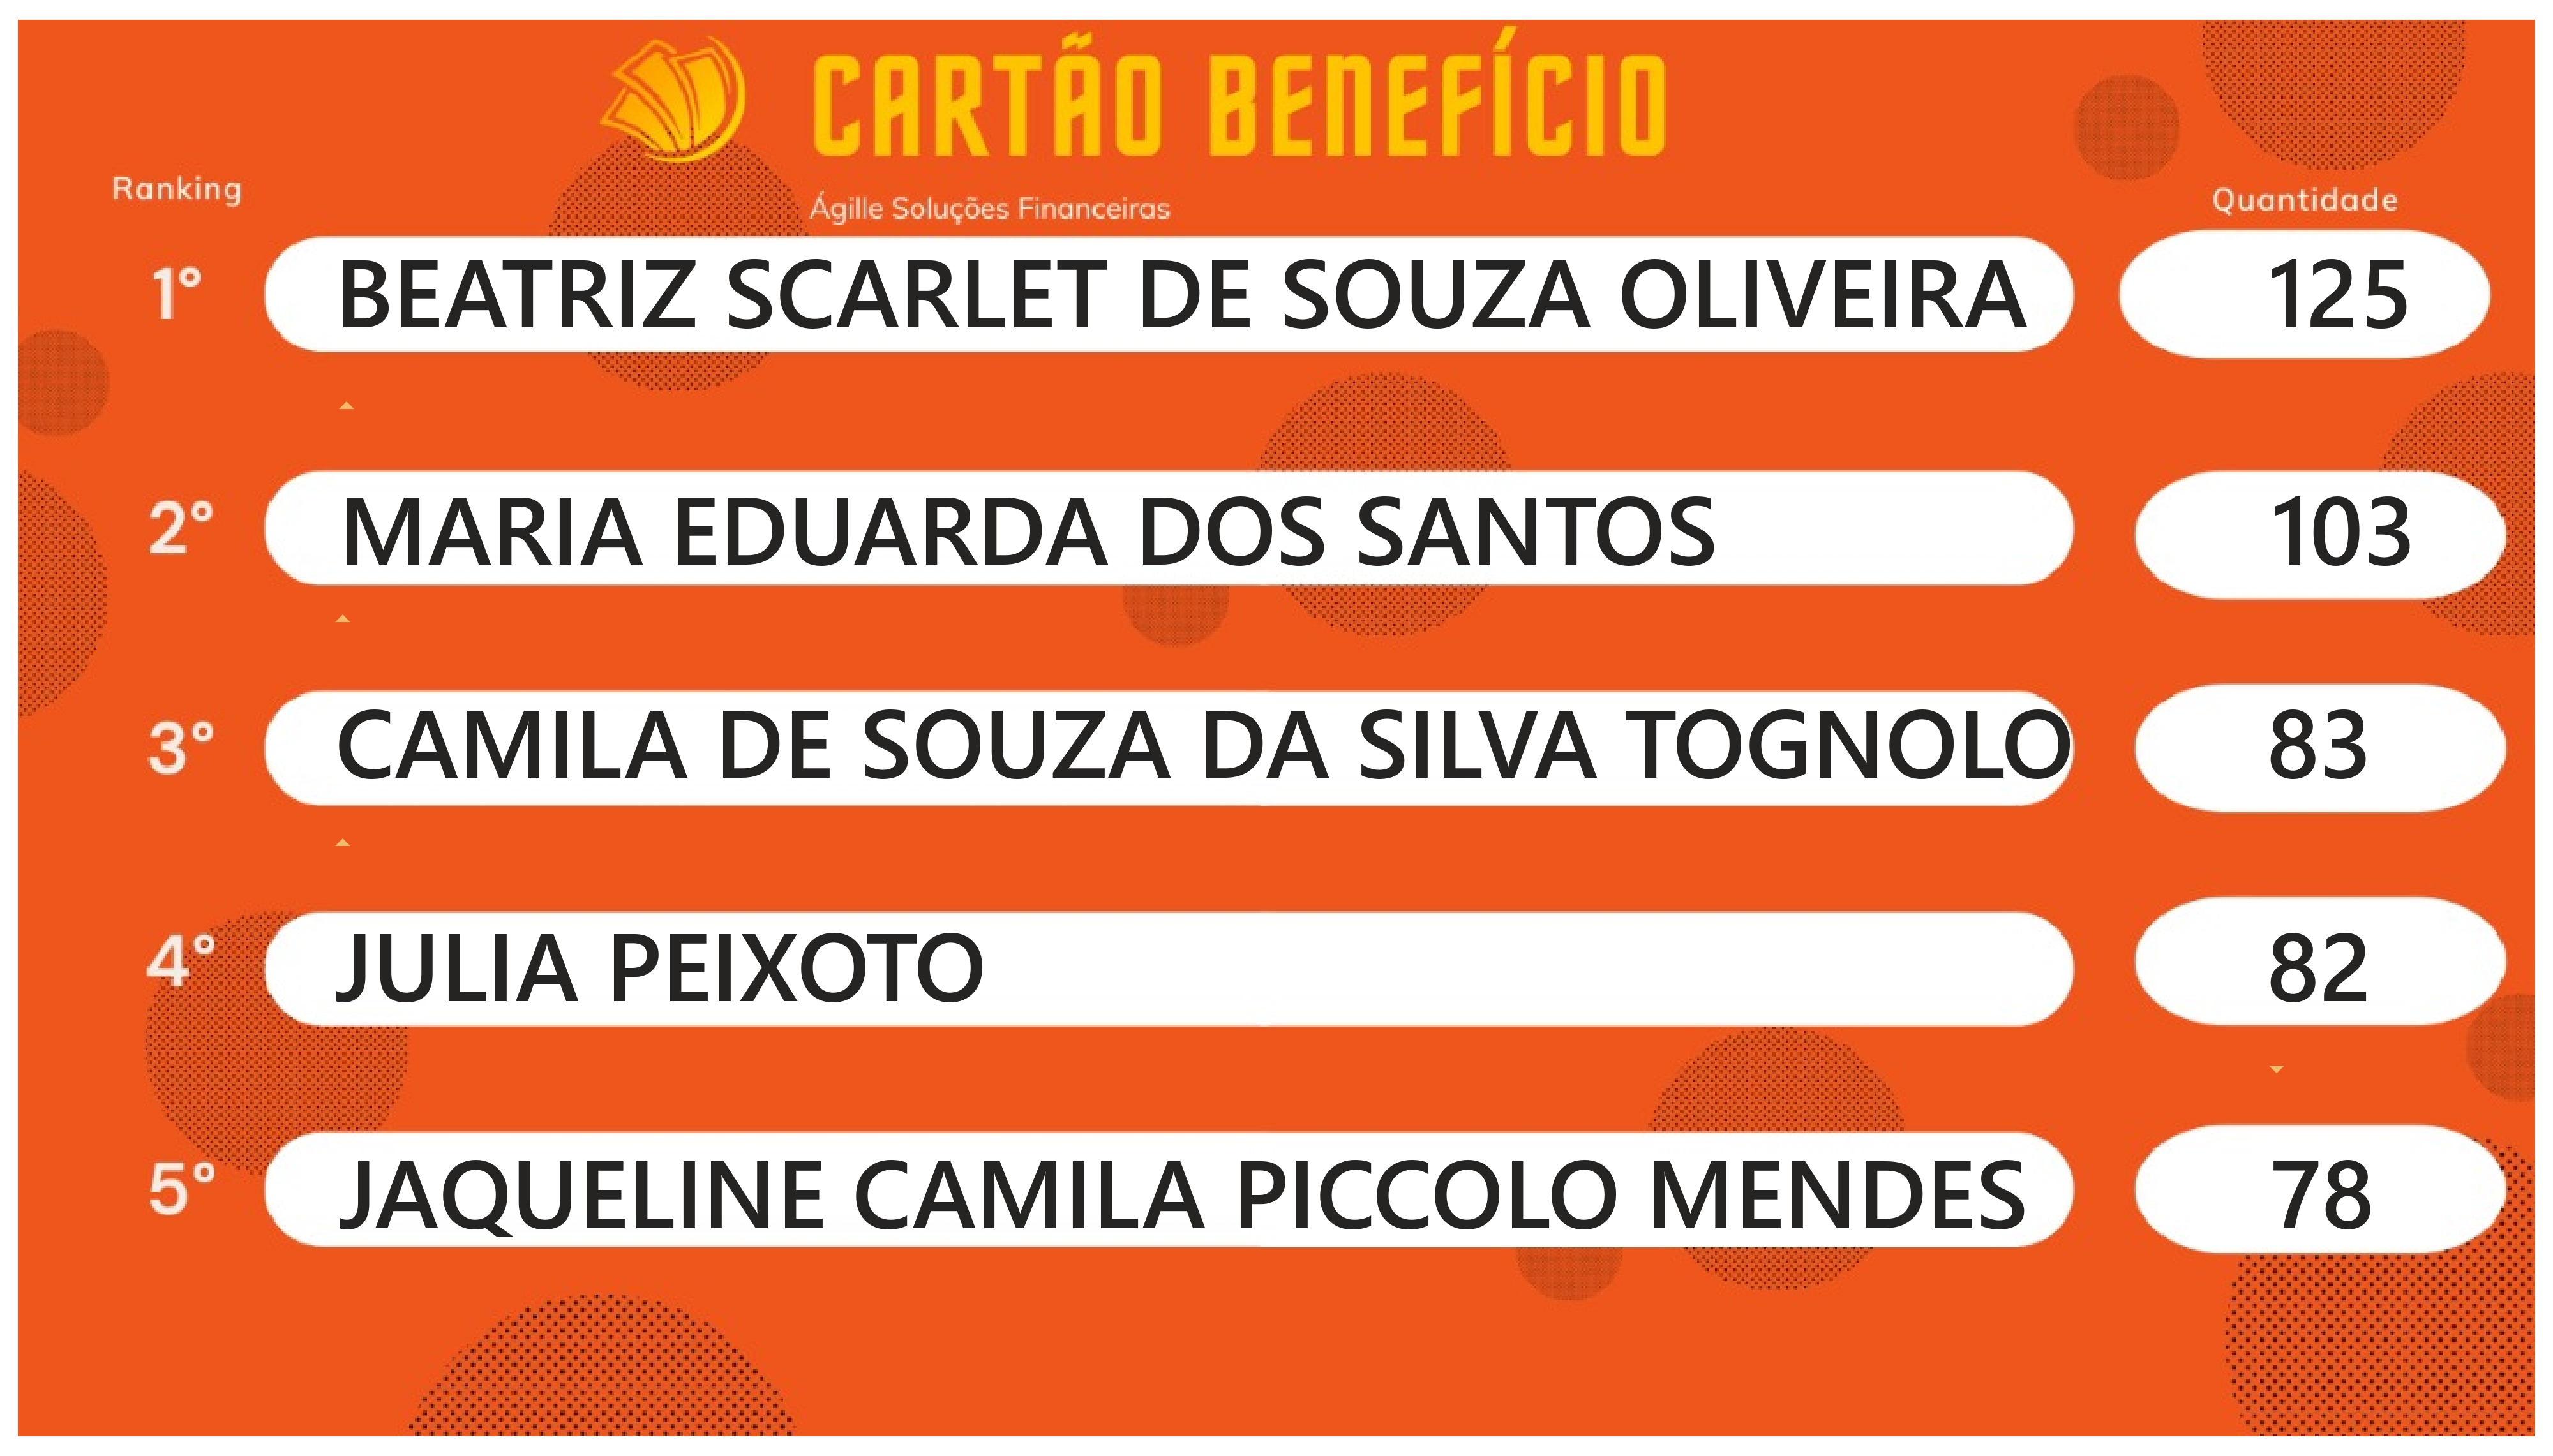 CARTÃO BENEFÍCIO
Ranking
Ágille Soluções Financeiras
Quantidade
1° BEATRIZ SCARLET DE SOUZA OLIVEIRA 125
2° MARIA EDUARDA DOS SANTOS 103
3° CAMILA DE SOUZA DA SILVA TOGNOLO 83
4° JULIA PEIXOTO 82
5° JAQUELINE CAMILA PICCOLO MENDES 78